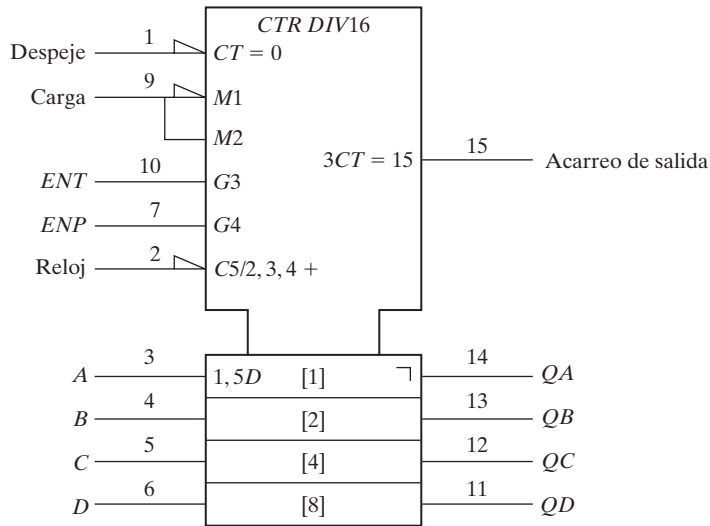 CTR DIV16
Despeje 1 CT = 0
Carga 9 M1
M2
3CT = 15 15 Acarreo de salida
ENT 10 G3
ENP 7 G4
Reloj 2 C5/2, 3, 4 +
A 3 1, 5D [1] ㄱ 14 QA
B 4 [2] 13 QB
C 5 [4] 12 QC
D 6 [8] 11 QD